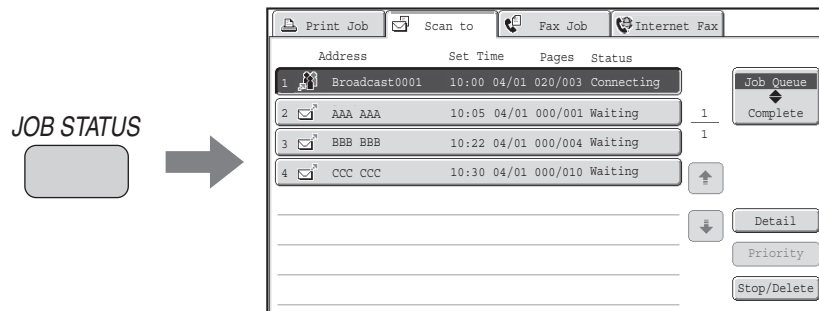 JOB STATUS
Print Job Scan to Fax Job Internet Fax
Address Set Time Pages Status
1 Broadcast0001 10:00 04/01 020/003 Connecting
2 AAA AAA 10:05 04/01 000/001 Waiting
3 BBB BBB 10:22 04/01 000/004 Waiting
4 CCC CCC 10:30 04/01 000/010 Waiting
1
1
Job Queue
Complete
Detail
Priority
Stop/Delete